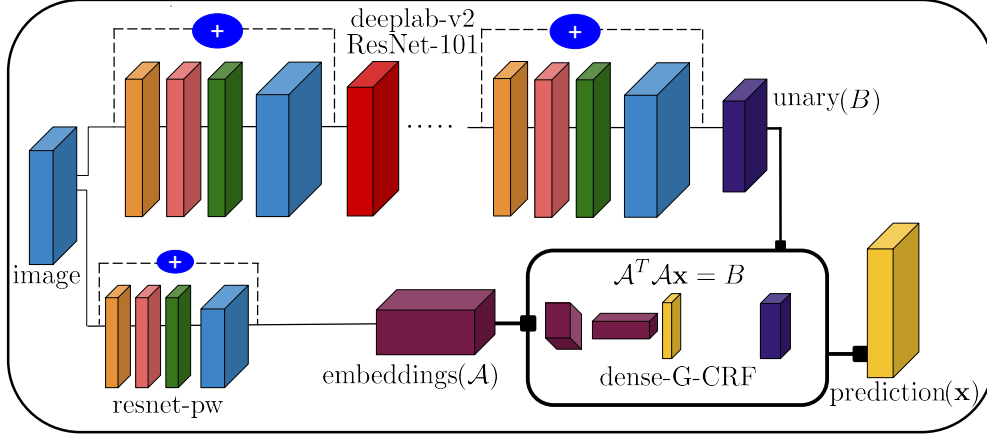 +
+
deeplab-v2
ResNet-101
unary(B)
image
+
resnet-pw
embeddings(𝒜)
𝒜ᵀ𝒜𝐱 = B
dense-G-CRF
prediction(𝐱)